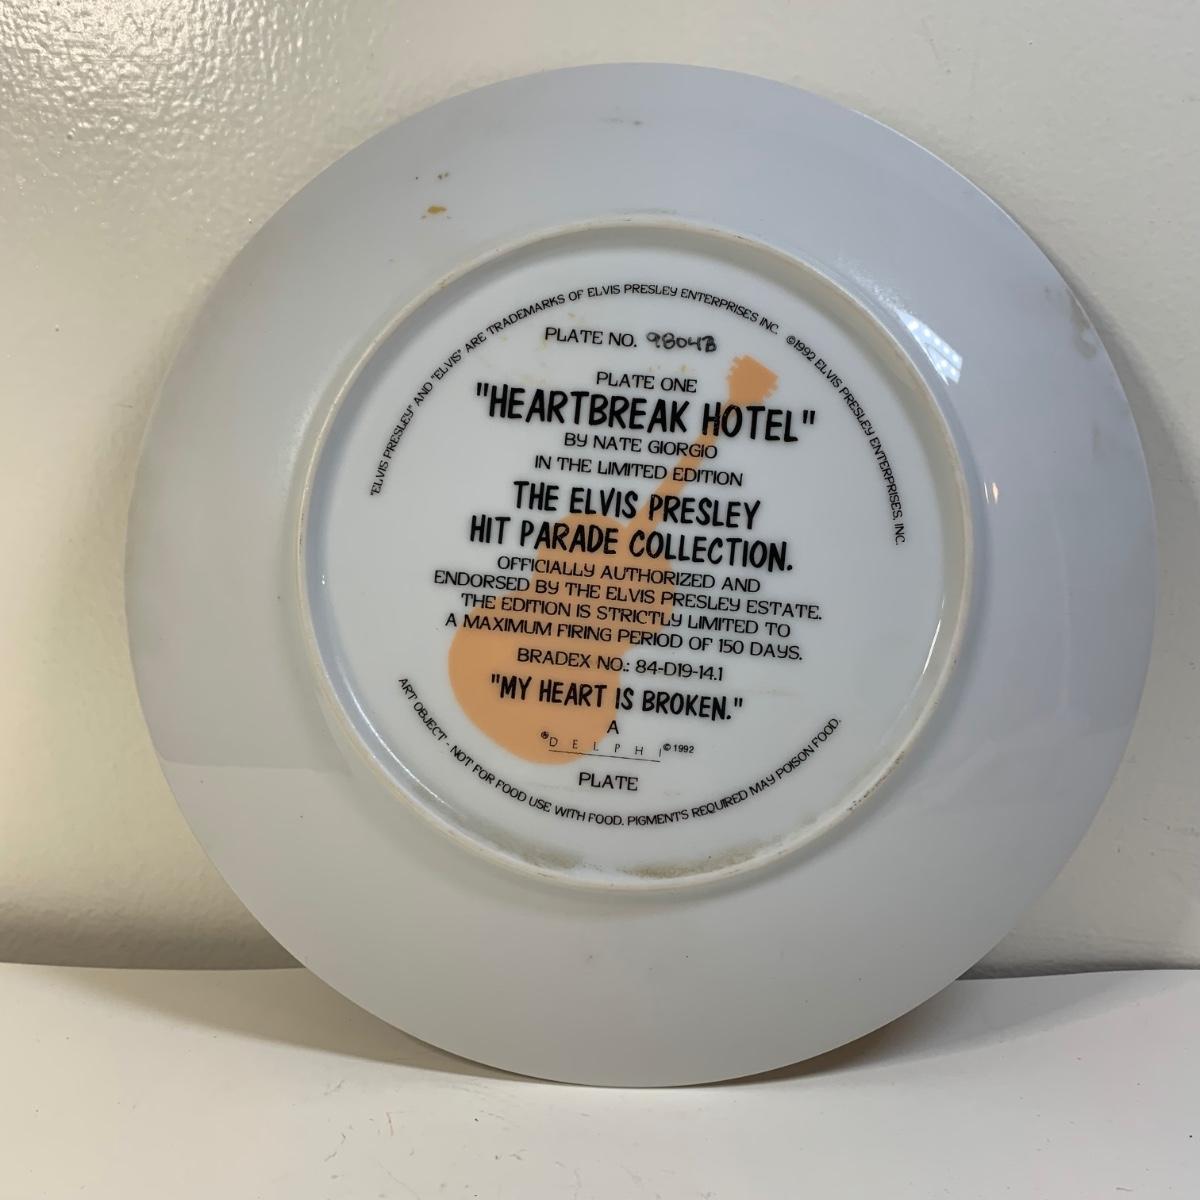 "ELVIS PRESLEY" AND "ELVIS" ARE TRADEMARKS OF ELVIS PRESLEY ENTERPRISES INC. ©1992 ELVIS PRESLEY ENTERPRISES, INC.
PLATE NO. 9804B
PLATE ONE
"HEARTBREAK HOTEL"
BY NATE GIORGIO
IN THE LIMITED EDITION
THE ELVIS PRESLEY
HIT PARADE COLLECTION.
OFFICIALLY AUTHORIZED AND
ENDORSED BY THE ELVIS PRESLEY ESTATE.
THE EDITION IS STRICTLY LIMITED TO
A MAXIMUM FIRING PERIOD OF 150 DAYS.
BRADEX NO.: 84-D19-14.1
"MY HEART IS BROKEN."
A
®DELPHI ©1992
PLATE
ART OBJECT - NOT FOR FOOD USE WITH FOOD. PIGMENTS REQUIRED MAY POISON FOOD.